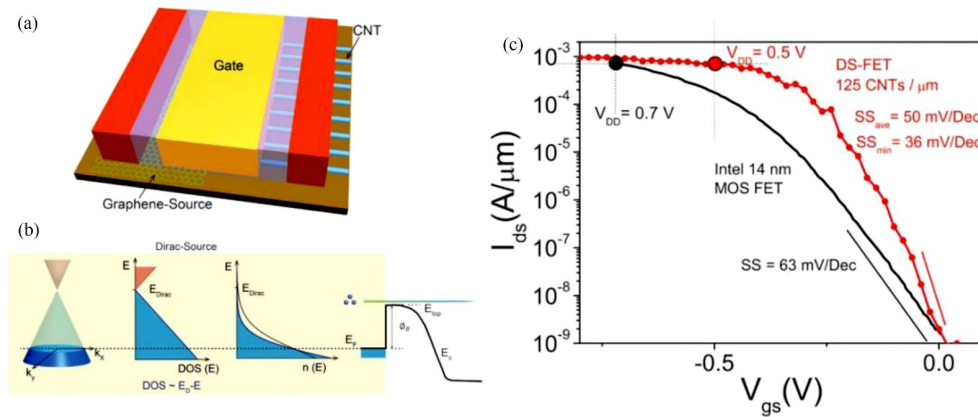 (a)
CNT
Gate
Graphene-Source
(b)
Dirac-Source
E
E_Dirac
DOS (E)
DOS ~ E_D-E
k_x
k_y
E
E_Dirac
n (E)
E_F
Φ_B
E_top
(c)
10⁻³
10⁻⁴
10⁻⁵
10⁻⁶
10⁻⁷
10⁻⁸
10⁻⁹
I_ds(A/μm)
V_DD = 0.5 V
V_DD = 0.7 V
DS-FET
125 CNTs / μm
SS_ave = 50 mV/Dec
SS_min = 36 mV/Dec
Intel 14 nm
MOS FET
SS = 63 mV/Dec
-0.5
0.0
V_gs(V)